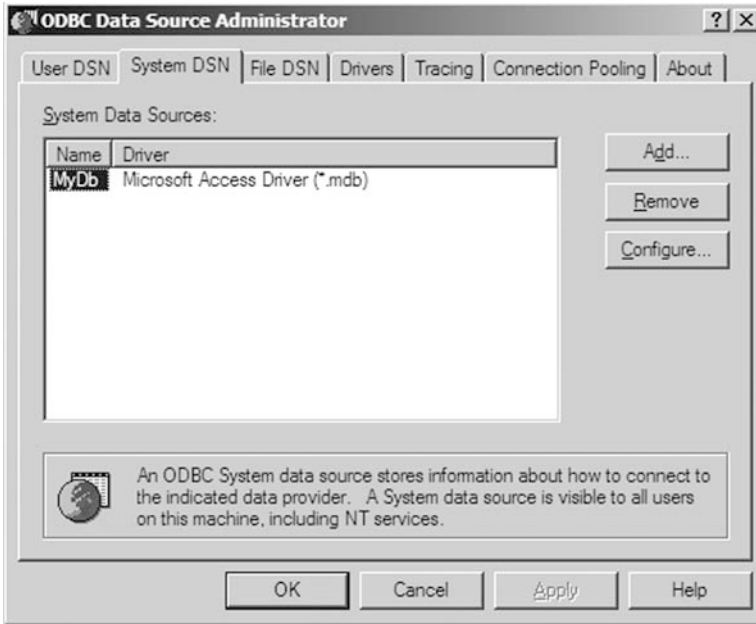 ODBC Data Source Administrator
User DSN
System DSN
File DSN
Drivers
Tracing
Connection Pooling
About
System Data Sources:
Name Driver
MyDb Microsoft Access Driver (*.mdb)
Add...
Remove
Configure...
An ODBC System data source stores information about how to connect to
the indicated data provider. A System data source is visible to all users
on this machine, including NT services.
OK
Cancel
Apply
Help